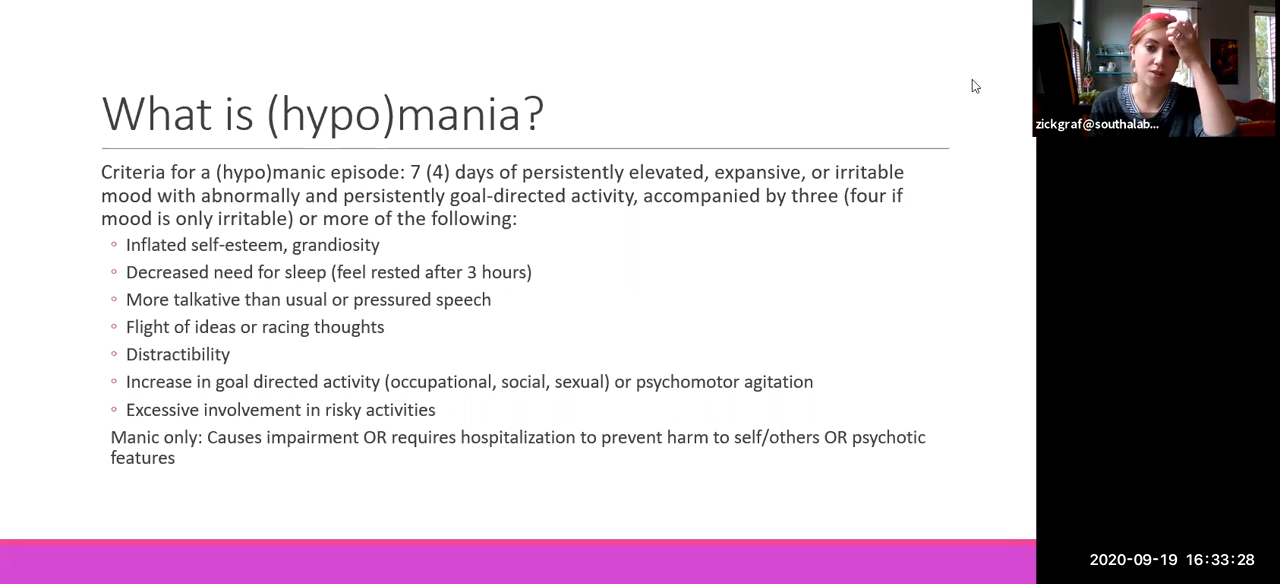 What is (hypo)mania?
Criteria for a (hypo)manic episode: 7 (4) days of persistently elevated, expansive, or irritable
mood with abnormally and persistently goal-directed activity, accompanied by three (four if
mood is only irritable) or more of the following:
◦ Inflated self-esteem, grandiosity
◦ Decreased need for sleep (feel rested after 3 hours)
◦ More talkative than usual or pressured speech
◦ Flight of ideas or racing thoughts
◦ Distractibility
◦ Increase in goal directed activity (occupational, social, sexual) or psychomotor agitation
◦ Excessive involvement in risky activities
Manic only: Causes impairment OR requires hospitalization to prevent harm to self/others OR psychotic
features
zickgraf@southalab...
2020-09-19 16:33:28